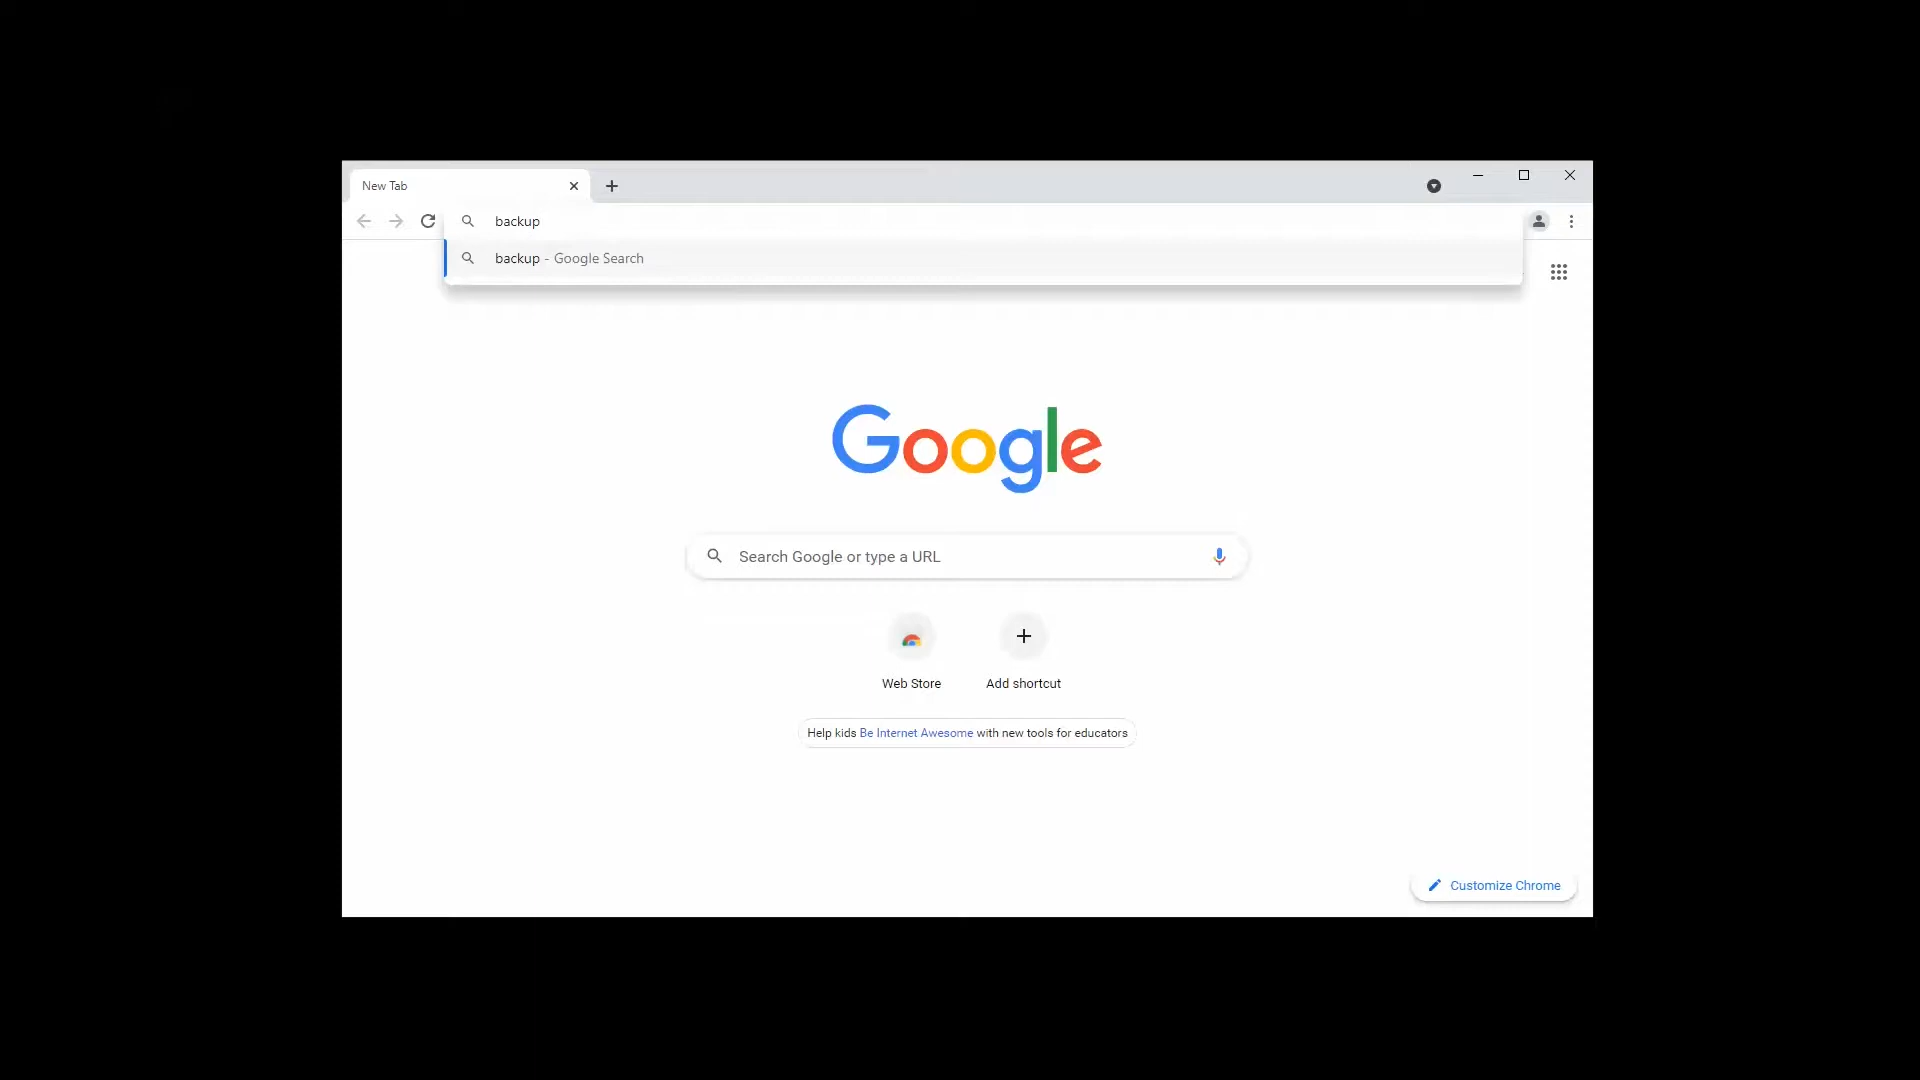 New Tab
backup
backup - Google Search
Google
Search Google or type a URL
Web Store
Add shortcut
Help kids Be Internet Awesome with new tools for educators
Customize Chrome